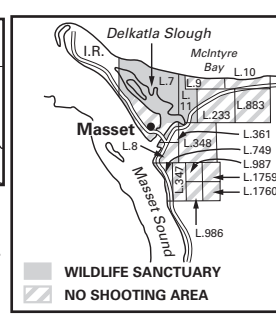 Delkatla Slough
I.R.
McIntyre
Bay
L.7
L.9
L.10
L.
11
L.883
L.233
Masset
L.361
L.8
L.348
L.749
L.987
L.347
L.1759
L.1760
Masset Sound
L.986
WILDLIFE SANCTUARY
NO SHOOTING AREA